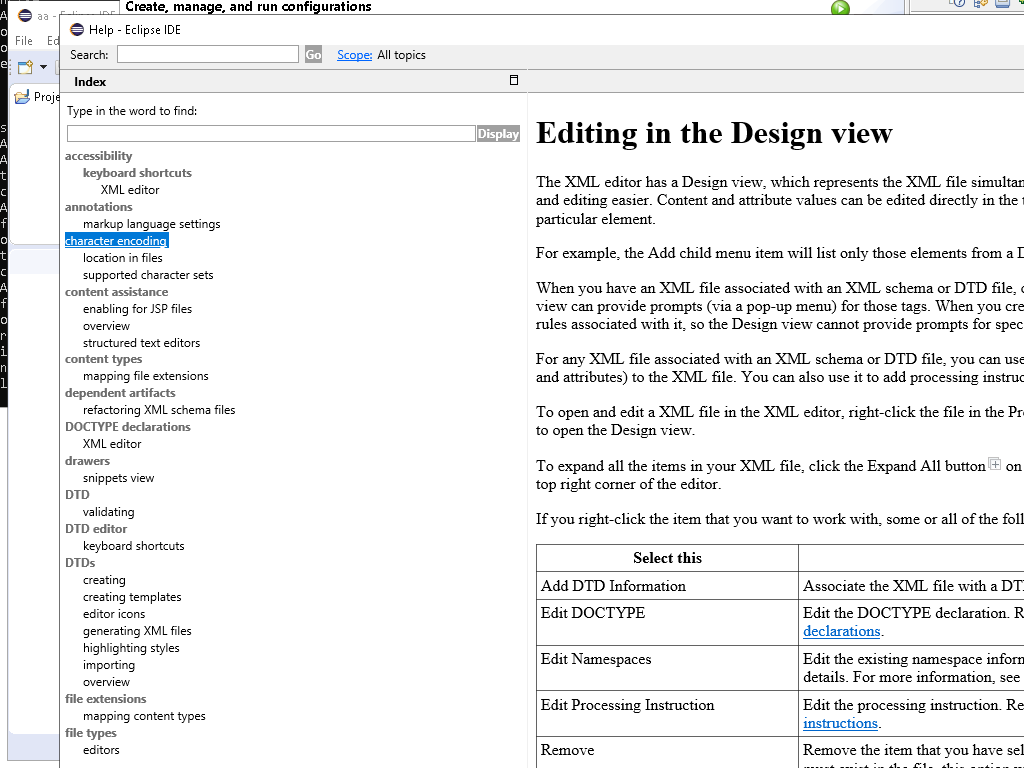 Create, manage, and run configurations
aa - Eclipse IDE
File Ed
Proje
Help - Eclipse IDE
Search:
Go
Scope: All topics
Index
Type in the word to find:
Display
accessibility
keyboard shortcuts
XML editor
annotations
markup language settings
character encoding
location in files
supported character sets
content assistance
enabling for JSP files
overview
structured text editors
content types
mapping file extensions
dependent artifacts
refactoring XML schema files
DOCTYPE declarations
XML editor
drawers
snippets view
DTD
validating
DTD editor
keyboard shortcuts
DTDs
creating
creating templates
editor icons
generating XML files
highlighting styles
importing
overview
file extensions
mapping content types
file types
editors
Editing in the Design view
The XML editor has a Design view, which represents the XML file simultan
and editing easier. Content and attribute values can be edited directly in the t
particular element.
For example, the Add child menu item will list only those elements from a D
When you have an XML file associated with an XML schema or DTD file, c
view can provide prompts (via a pop-up menu) for those tags. When you cre
rules associated with it, so the Design view cannot provide prompts for spec
For any XML file associated with an XML schema or DTD file, you can use
and attributes) to the XML file. You can also use it to add processing instruc
To open and edit a XML file in the XML editor, right-click the file in the Pro
to open the Design view.
To expand all the items in your XML file, click the Expand All button on
top right corner of the editor.
If you right-click the item that you want to work with, some or all of the foll
Select this
Add DTD Information Associate the XML file with a DTD
Edit DOCTYPE Edit the DOCTYPE declaration. R
declarations.
Edit Namespaces Edit the existing namespace inform
details. For more information, see
Edit Processing Instruction Edit the processing instruction. Re
instructions.
Remove Remove the item that you have sel
must exist in the file, this option w